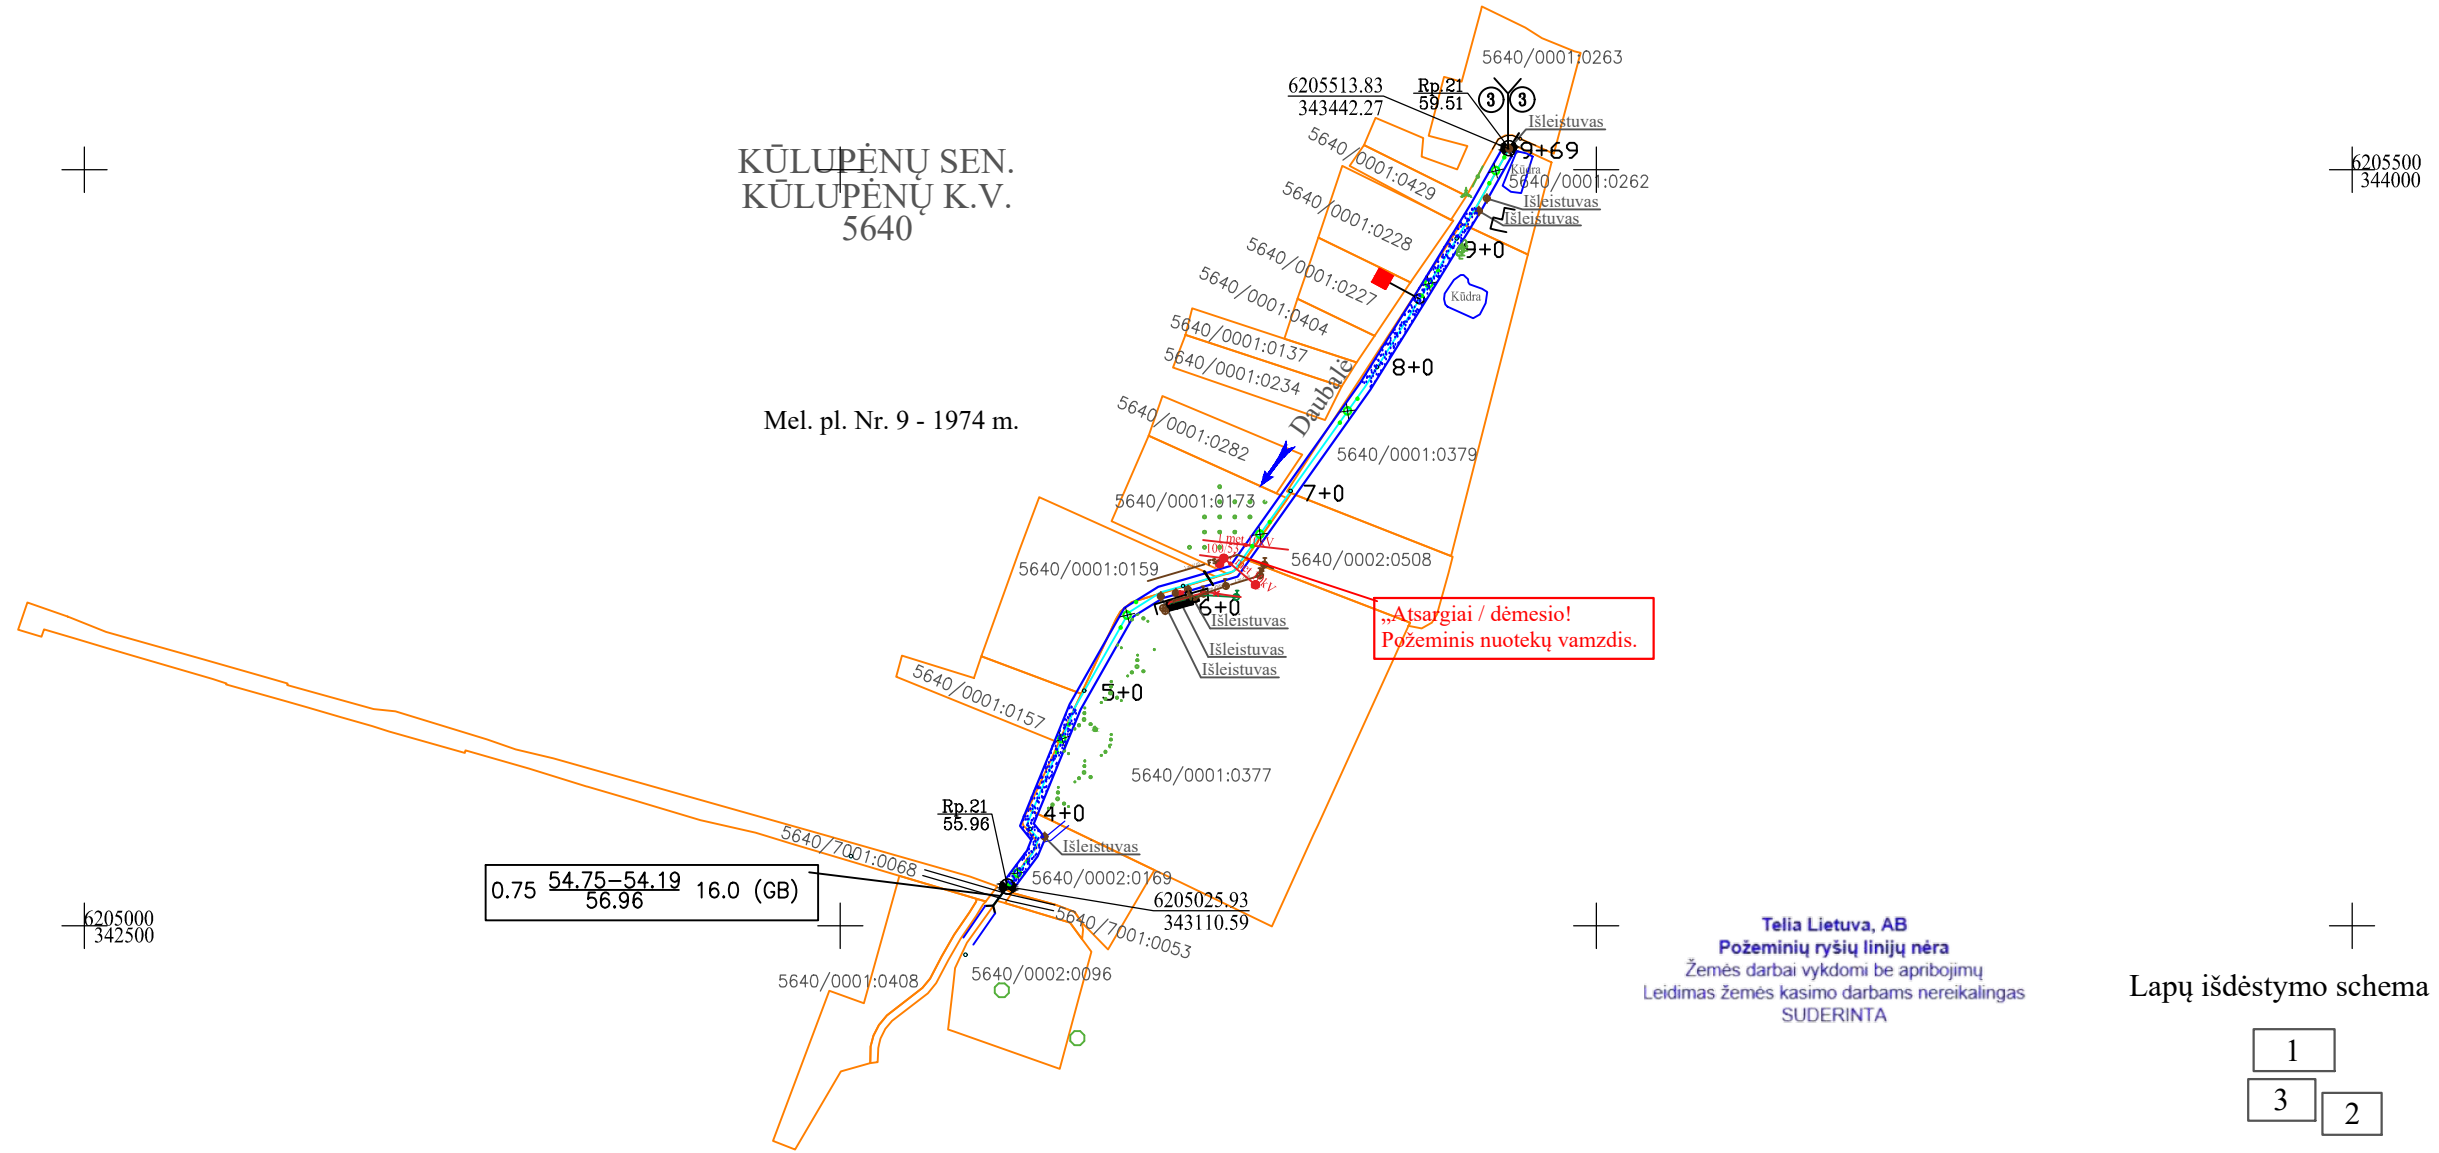 5640/0001:0263
6205513.83
343442.27
Rp.21
59.51
3
3
Išleistuvas
9+69
Kūdra
5640/0001:0262
Išleistuvas
Išleistuvas
KŪLUPĖNŲ SEN.
KŪLUPĖNŲ K.V.
5640
6205500
344000
5640/0001:0429
5640/0001:0228
9+0
5640/0001:0227
Kūdra
5640/0001:0404
5640/0001:0137
5640/0001:0234
8+0
Daubalė
Mel. pl. Nr. 9 - 1974 m.
5640/0001:0282
5640/0001:0379
5640/0001:0173
7+0
5640/0002:0508
5640/0001:0159
6+0
Išleistuvas
Išleistuvas
Išleistuvas
„Atsargiai / dėmesio!
Požeminis nuotekų vamzdis.
5640/0001:0157
5+0
5640/0001:0377
Rp.21
55.96
4+0
Išleistuvas
5640/7001:0068
5640/0002:0169
0.75 54.75-54.19 16.0 (GB)
56.96
6205025.93
343110.59
5640/7001:0053
6205000
342500
5640/0001:0408
5640/0002:0096
Telia Lietuva, AB
Požeminių ryšių linijų nėra
Žemės darbai vykdomi be apribojimų
Leidimas žemės kasimo darbams nereikalingas
SUDERINTA
Lapų išdėstymo schema
1
3
2